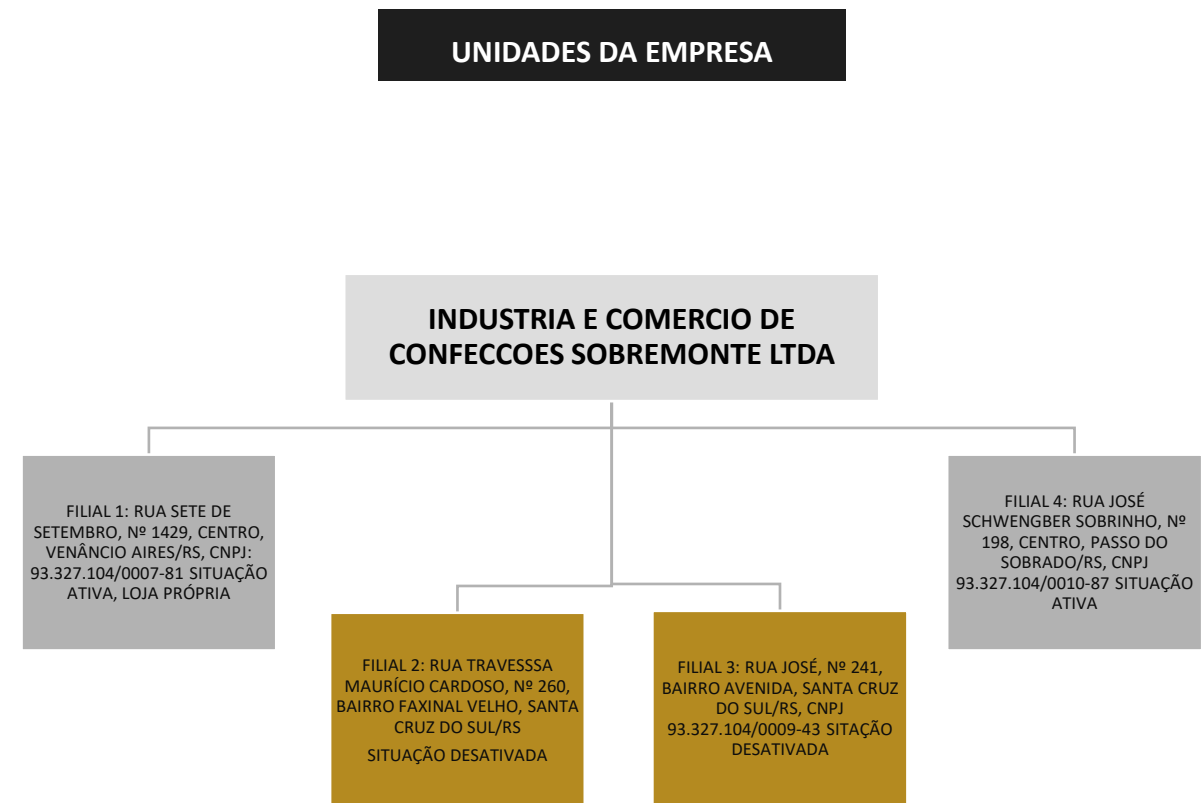 UNIDADES DA EMPRESA
INDUSTRIA E COMERCIO DE
CONFECCOES SOBREMONTE LTDA
FILIAL 1: RUA SETE DE
SETEMBRO, Nº 1429, CENTRO,
VENÂNCIO AIRES/RS, CNPJ:
93.327.104/0007-81 SITUAÇÃO
ATIVA, LOJA PRÓPRIA
FILIAL 2: RUA TRAVESSSA
MAURÍCIO CARDOSO, Nº 260,
BAIRRO FAXINAL VELHO, SANTA
CRUZ DO SUL/RS
SITUAÇÃO DESATIVADA
FILIAL 3: RUA JOSÉ, Nº 241,
BAIRRO AVENIDA, SANTA CRUZ
DO SUL/RS, CNPJ
93.327.104/0009-43 SITAÇÃO
DESATIVADA
FILIAL 4: RUA JOSÉ
SCHWENGBER SOBRINHO, Nº
198, CENTRO, PASSO DO
SOBRADO/RS, CNPJ
93.327.104/0010-87 SITUAÇÃO
ATIVA